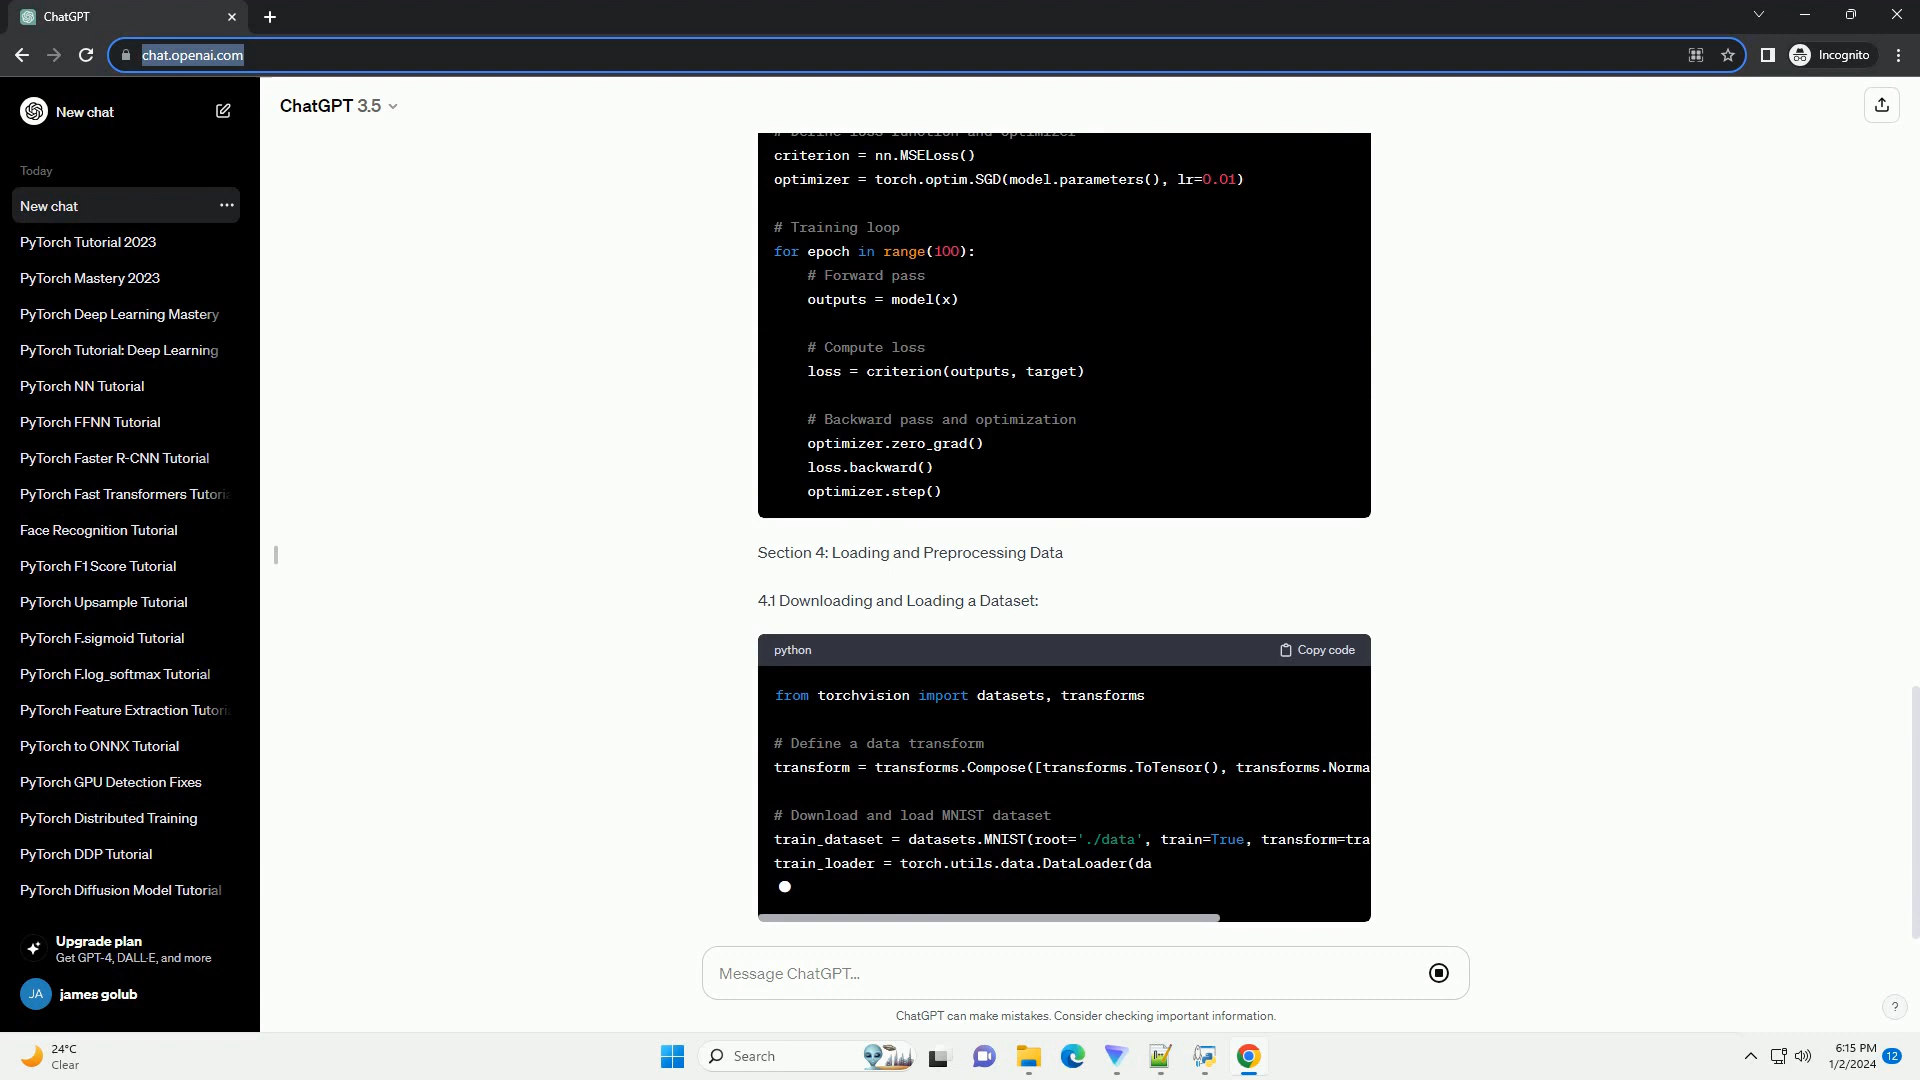 ChatGPT
chat.openai.com
Incognito
New chat
Today
New chat
PyTorch Tutorial 2023
PyTorch Mastery 2023
PyTorch Deep Learning Mastery
PyTorch Tutorial: Deep Learning
PyTorch NN Tutorial
PyTorch FFNN Tutorial
PyTorch Faster R-CNN Tutorial
PyTorch Fast Transformers Tutoria
Face Recognition Tutorial
PyTorch F1 Score Tutorial
PyTorch Upsample Tutorial
PyTorch F.sigmoid Tutorial
PyTorch F.log_softmax Tutorial
PyTorch Feature Extraction Tutori
PyTorch to ONNX Tutorial
PyTorch GPU Detection Fixes
PyTorch Distributed Training
PyTorch DDP Tutorial
PyTorch Diffusion Model Tutorial
Upgrade plan
Get GPT-4, DALL·E, and more
JA
james golub
ChatGPT 3.5
# Define loss function and optimizer
criterion = nn.MSELoss()
optimizer = torch.optim.SGD(model.parameters(), lr=0.01)
# Training loop
for epoch in range(100):
# Forward pass
outputs = model(x)
# Compute loss
loss = criterion(outputs, target)
# Backward pass and optimization
optimizer.zero_grad()
loss.backward()
optimizer.step()
Section 4: Loading and Preprocessing Data
4.1 Downloading and Loading a Dataset:
python
Copy code
from torchvision import datasets, transforms
# Define a data transform
transform = transforms.Compose([transforms.ToTensor(), transforms.Norma
# Download and load MNIST dataset
train_dataset = datasets.MNIST(root='./data', train=True, transform=tra
train_loader = torch.utils.data.DataLoader(da
Message ChatGPT...
ChatGPT can make mistakes. Consider checking important information.
?
24°C
Clear
Search
6:15 PM
1/2/2024
12